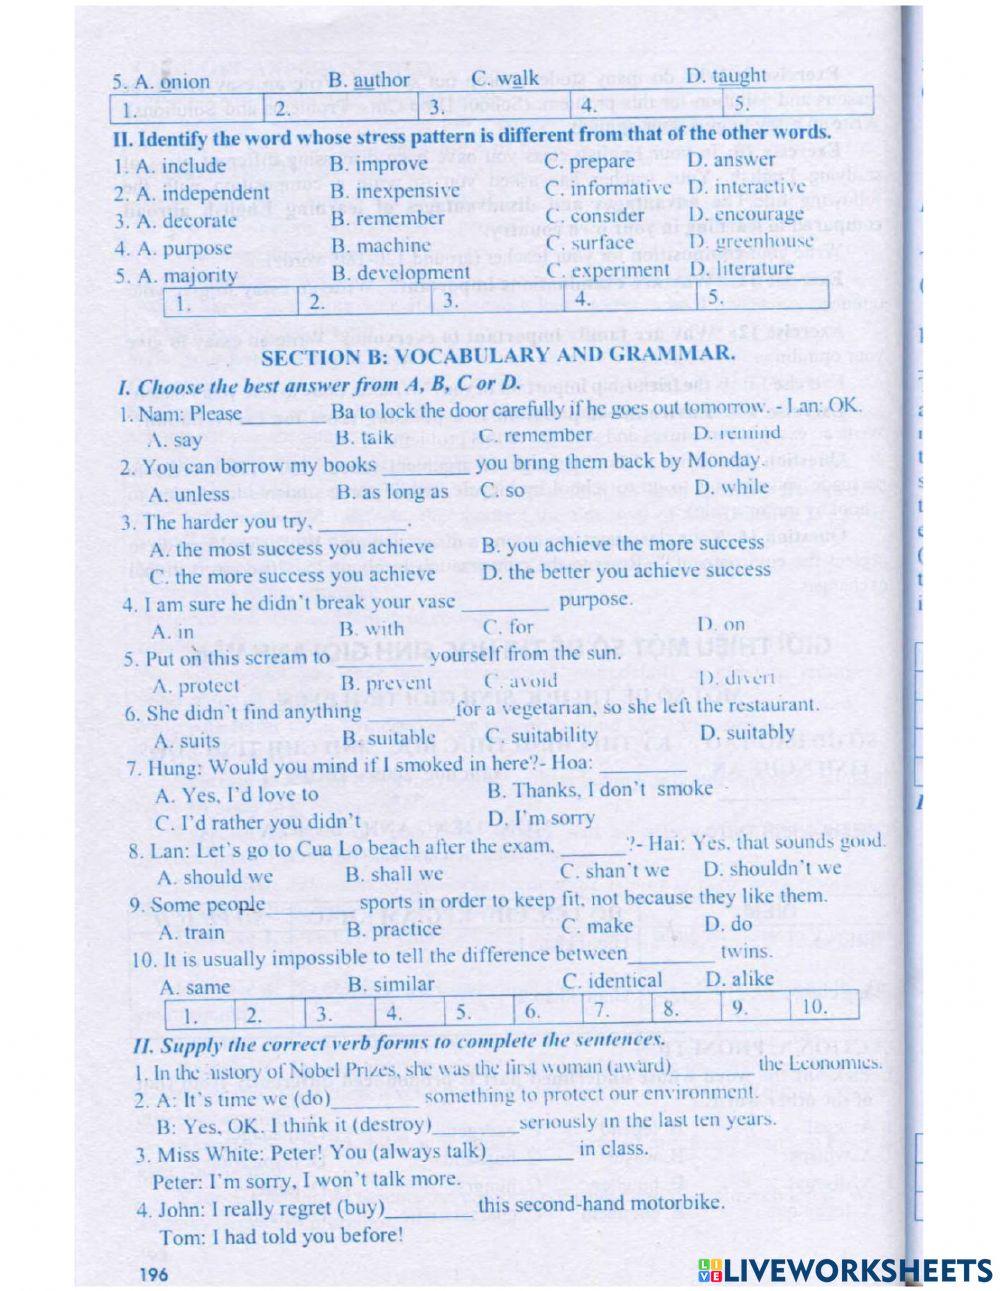 5. A. onion B. author C. walk D. taught
1. 2. 3. 4. 5.
II. Identify the word whose stress pattern is different from that of the other words.
1. A. include B. improve C. prepare D. answer
2. A. independent B. inexpensive C. informative D. interactive
3. A. decorate B. remember C. consider D. encourage
4. A. purpose B. machine C. surface D. greenhouse
5. A. majority B. development C. experiment D. literature
1. 2. 3. 4. 5.
SECTION B: VOCABULARY AND GRAMMAR.
I. Choose the best answer from A, B, C or D.
1. Nam: Please ________ Ba to lock the door carefully if he goes out tomorrow. - Lan: OK.
A. say B. talk C. remember D. remind
2. You can borrow my books ________ you bring them back by Monday.
A. unless B. as long as C. so D. while
3. The harder you try, ________.
A. the most success you achieve B. you achieve the more success
C. the more success you achieve D. the better you achieve success
4. I am sure he didn't break your vase ________ purpose.
A. in B. with C. for D. on
5. Put on this scream to ________ yourself from the sun.
A. protect B. prevent C. avoid D. divert
6. She didn't find anything ________ for a vegetarian, so she left the restaurant.
A. suits B. suitable C. suitability D. suitably
7. Hung: Would you mind if I smoked in here?- Hoa: ________
A. Yes, I'd love to B. Thanks, I don't smoke
C. I'd rather you didn't D. I'm sorry
8. Lan: Let's go to Cua Lo beach after the exam, ______?- Hai: Yes, that sounds good.
A. should we B. shall we C. shan't we D. shouldn't we
9. Some people ________ sports in order to keep fit, not because they like them.
A. train B. practice C. make D. do
10. It is usually impossible to tell the difference between ________ twins.
A. same B. similar C. identical D. alike
1. 2. 3. 4. 5. 6. 7. 8. 9. 10.
II. Supply the correct verb forms to complete the sentences.
1. In the history of Nobel Prizes, she was the first woman (award)________ the Economics.
2. A: It's time we (do)________ something to protect our environment.
B: Yes, OK. I think it (destroy)________ seriously in the last ten years.
3. Miss White: Peter! You (always talk)________ in class.
Peter: I'm sorry, I won't talk more.
4. John: I really regret (buy)________ this second-hand motorbike.
Tom: I had told you before!
196
LIVE LIVEWORKSHEETS